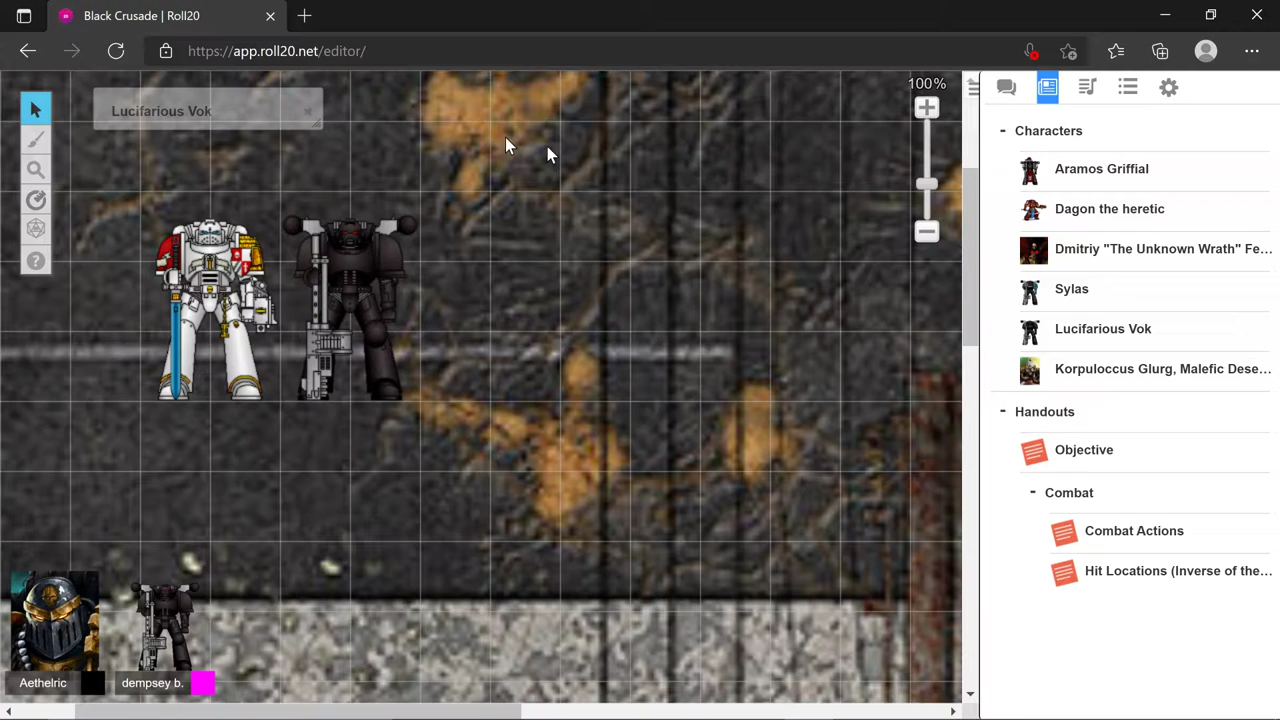 Black Crusade | Roll20
https://app.roll20.net/editor/
Lucifarious Vok
100%
Characters
Aramos Griffial
Dagon the heretic
Dmitriy "The Unknown Wrath" Fe...
Sylas
Lucifarious Vok
Korpuloccus Glurg, Malefic Dese...
Handouts
Objective
Combat
Combat Actions
Hit Locations (Inverse of the...
Aethelric
dempsey b.